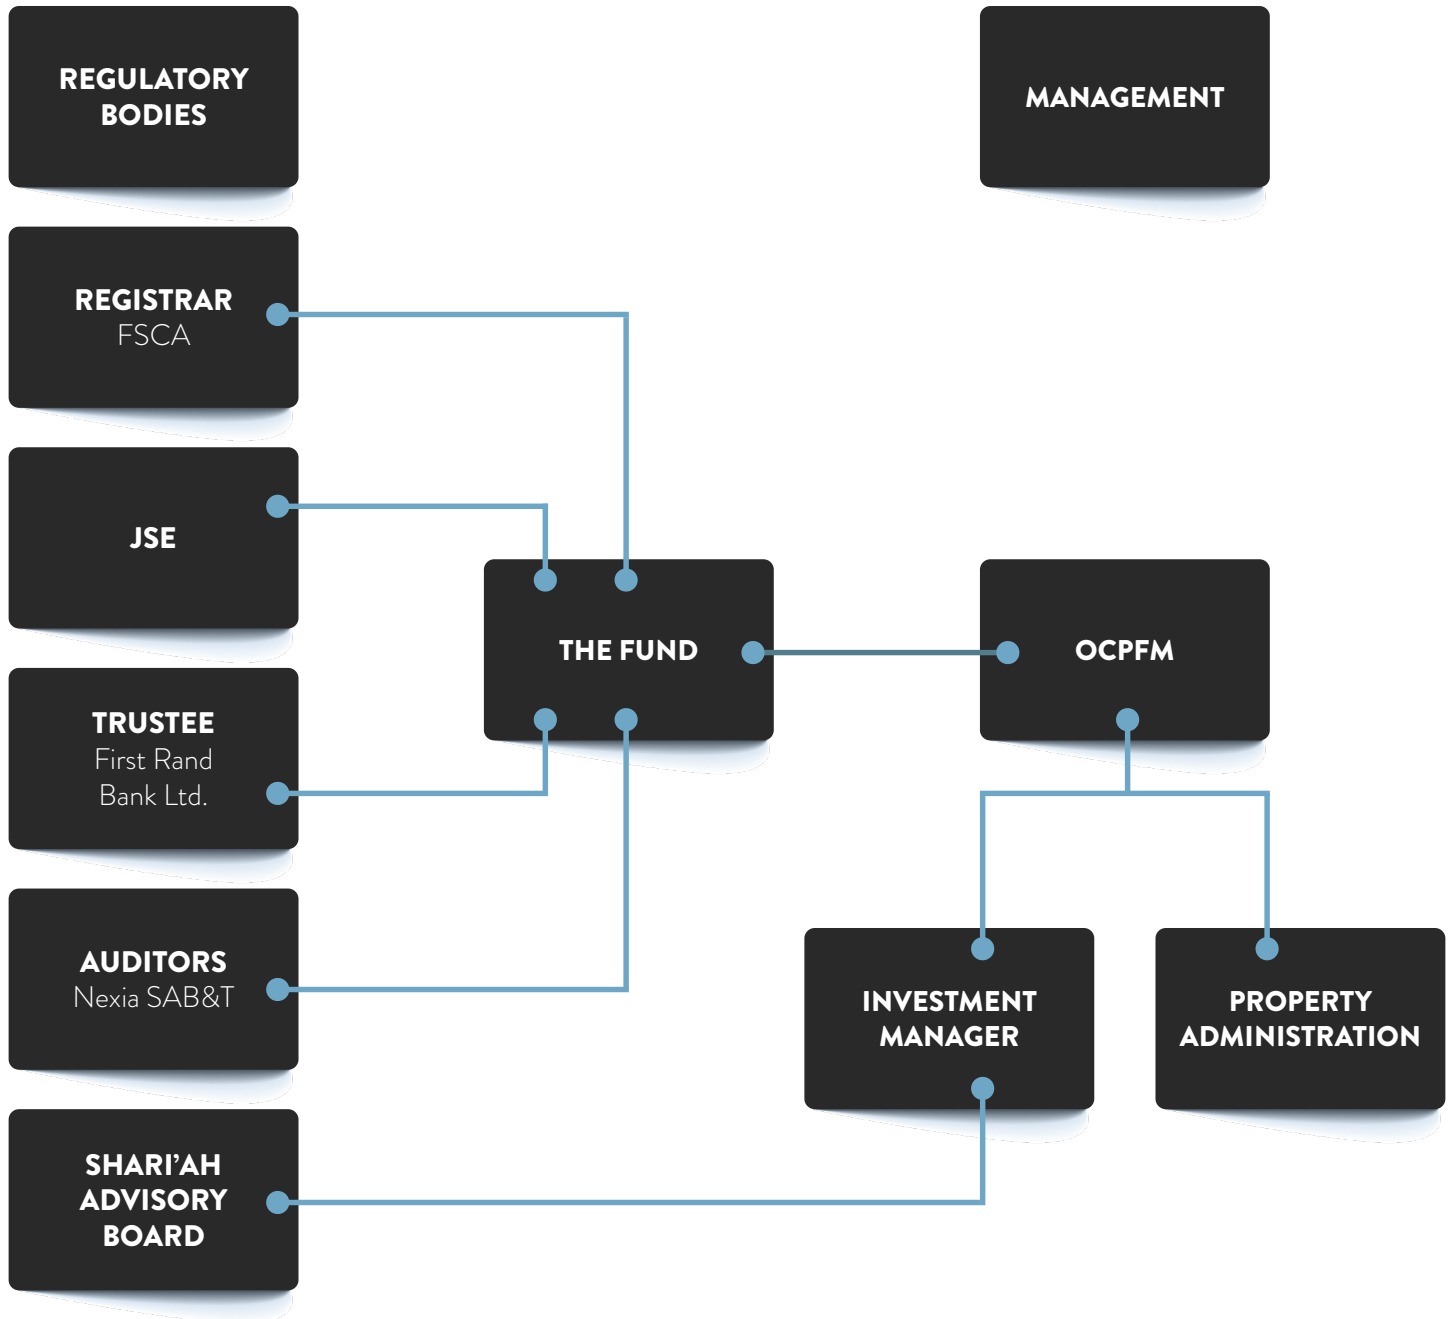 REGULATORY
BODIES
MANAGEMENT
REGISTRAR
FSCA
JSE
THE FUND
OCPFM
TRUSTEE
First Rand
Bank Ltd.
AUDITORS
Nexia SAB&T
INVESTMENT
MANAGER
PROPERTY
ADMINISTRATION
SHARI’AH
ADVISORY
BOARD